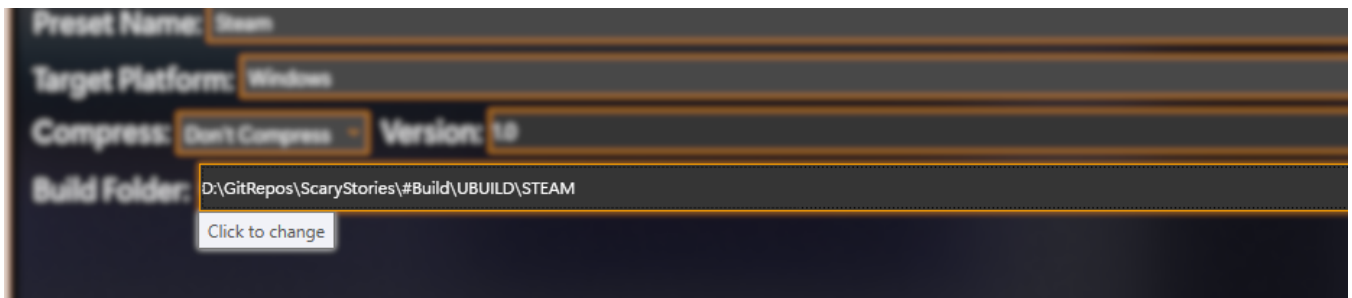 Preset Name: Steam
Target Platform: Windows
Compress: Don't Compress Version: 1.0
Build Folder: D:\GitRepos\ScaryStories\#Build\UBUILD\STEAM
Click to change